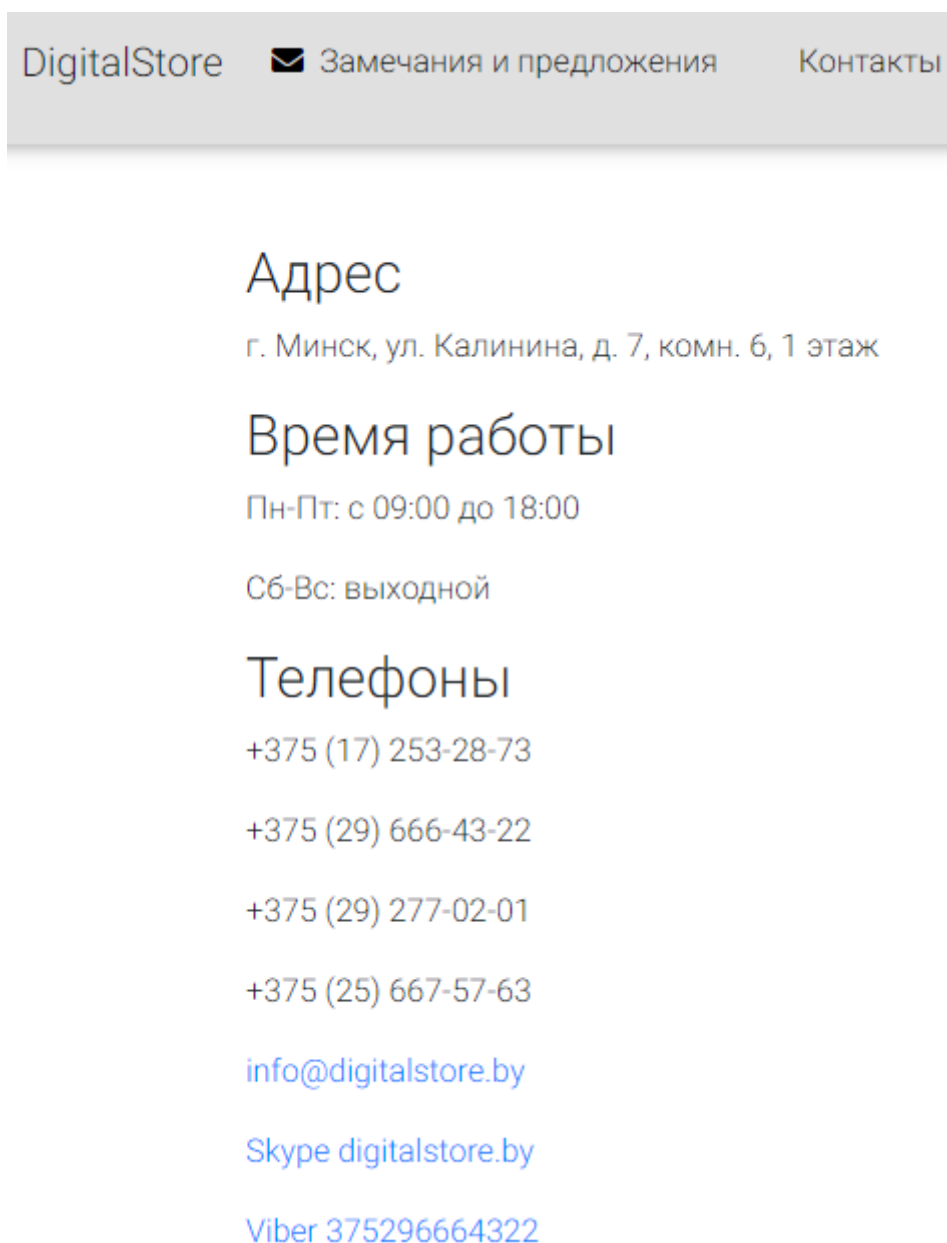 DigitalStore Замечания и предложения Контакты
Адрес
г. Минск, ул. Калинина, д. 7, комн. 6, 1 этаж
Время работы
Пн-Пт: с 09:00 до 18:00
Сб-Вс: выходной
Телефоны
+375 (17) 253-28-73
+375 (29) 666-43-22
+375 (29) 277-02-01
+375 (25) 667-57-63
info@digitalstore.by
Skype digitalstore.by
Viber 375296664322